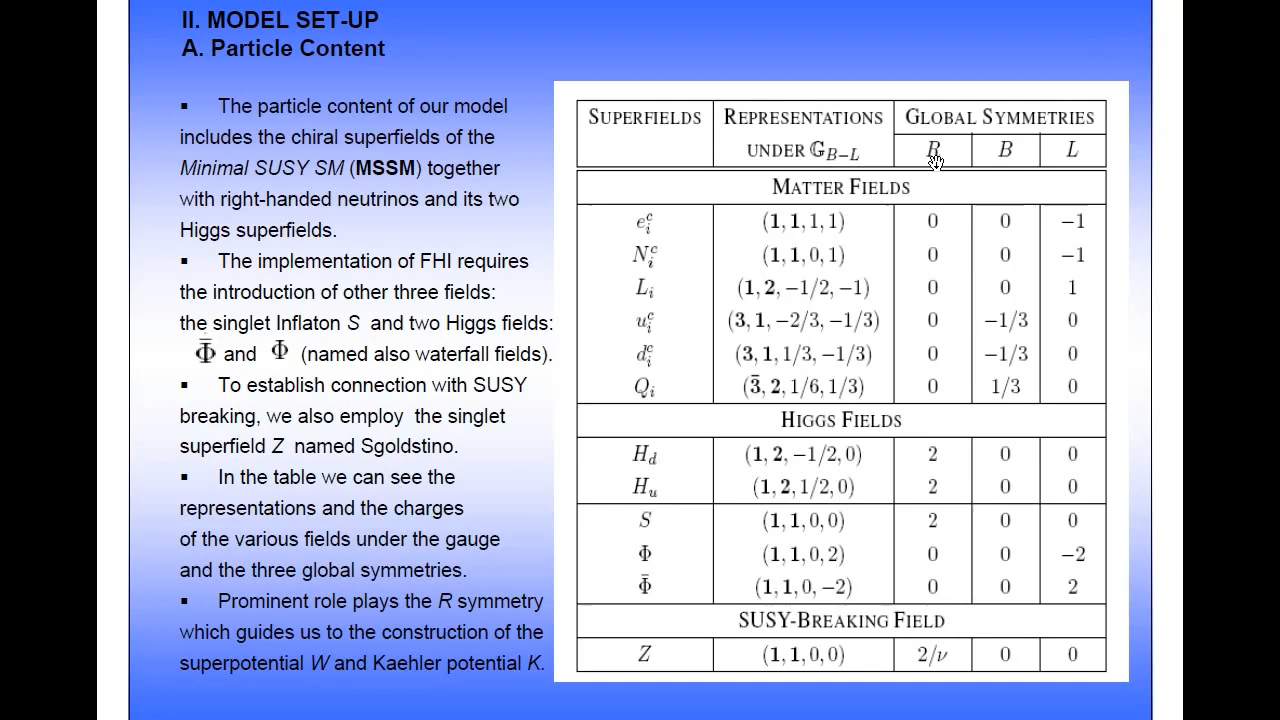 II. MODEL SET-UP
A. Particle Content
▪ The particle content of our model
includes the chiral superfields of the
Minimal SUSY SM (MSSM) together
with right-handed neutrinos and its two
Higgs superfields.
▪ The implementation of FHI requires
the introduction of other three fields:
the singlet Inflaton S and two Higgs fields:
Φ̄ and Φ (named also waterfall fields).
▪ To establish connection with SUSY
breaking, we also employ the singlet
superfield Z named Sgoldstino.
▪ In the table we can see the
representations and the charges
of the various fields under the gauge
and the three global symmetries.
▪ Prominent role plays the R symmetry
which guides us to the construction of the
superpotential W and Kaehler potential K.
SUPERFIELDS REPRESENTATIONS GLOBAL SYMMETRIES
UNDER 𝔾_{B−L} R B L
MATTER FIELDS
e_i^c (1, 1, 1, 1) 0 0 −1
N_i^c (1, 1, 0, 1) 0 0 −1
L_i (1, 2, −1/2, −1) 0 0 1
u_i^c (3, 1, −2/3, −1/3) 0 −1/3 0
d_i^c (3, 1, 1/3, −1/3) 0 −1/3 0
Q_i (3̄, 2, 1/6, 1/3) 0 1/3 0
HIGGS FIELDS
H_d (1, 2, −1/2, 0) 2 0 0
H_u (1, 2, 1/2, 0) 2 0 0
S (1, 1, 0, 0) 2 0 0
Φ (1, 1, 0, 2) 0 0 −2
Φ̄ (1, 1, 0, −2) 0 0 2
SUSY-BREAKING FIELD
Z (1, 1, 0, 0) 2/ν 0 0